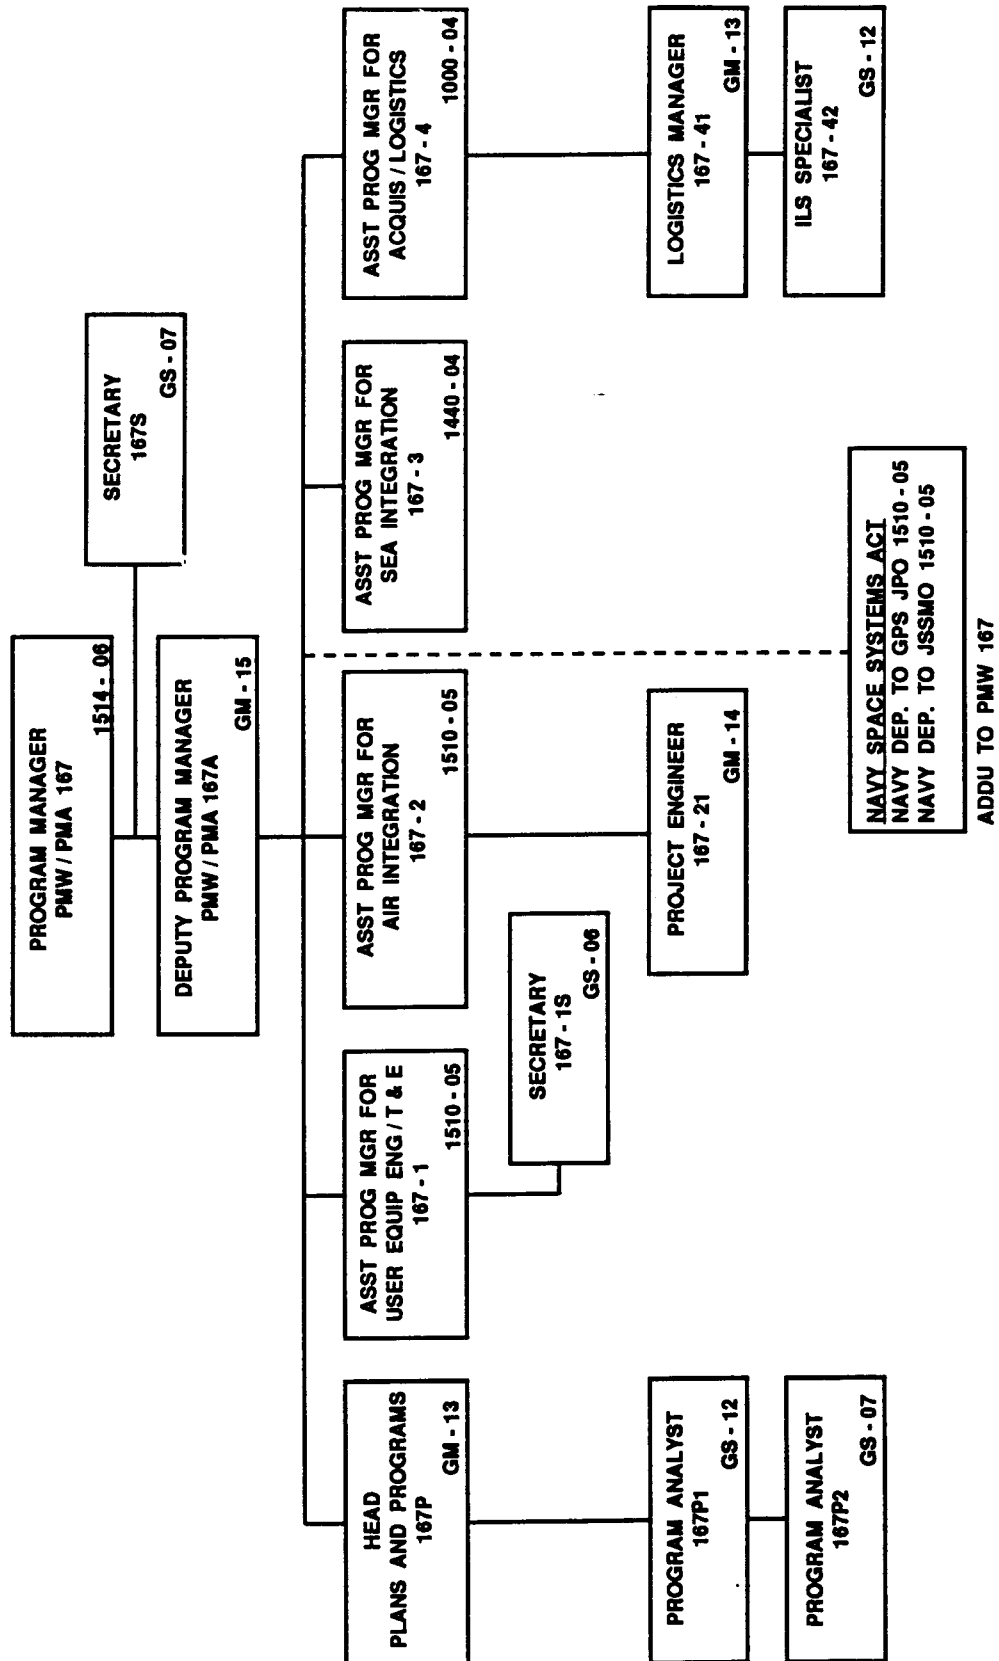 PROGRAM MANAGER
PMW / PMA 167
1514 - 06
SECRETARY
167S
GS - 07
DEPUTY PROGRAM MANAGER
PMW / PMA 167A
GM - 15
HEAD
PLANS AND PROGRAMS
167P
GM - 13
ASST PROG MGR FOR
USER EQUIP ENG / T & E
167 - 1
1510 - 05
ASST PROG MGR FOR
AIR INTEGRATION
167 - 2
1510 - 05
ASST PROG MGR FOR
SEA INTEGRATION
167 - 3
1440 - 04
ASST PROG MGR FOR
ACQUIS / LOGISTICS
167 - 4
1000 - 04
SECRETARY
167 - 1S
GS - 06
PROGRAM ANALYST
167P1
GS - 12
PROJECT ENGINEER
167 - 21
GM - 14
LOGISTICS MANAGER
167 - 41
GM - 13
PROGRAM ANALYST
167P2
GS - 07
ILS SPECIALIST
167 - 42
GS - 12
NAVY SPACE SYSTEMS ACT
NAVY DEP. TO GPS JPO 1510 - 05
NAVY DEP. TO JSSMO 1510 - 05
ADDU TO PMW 167